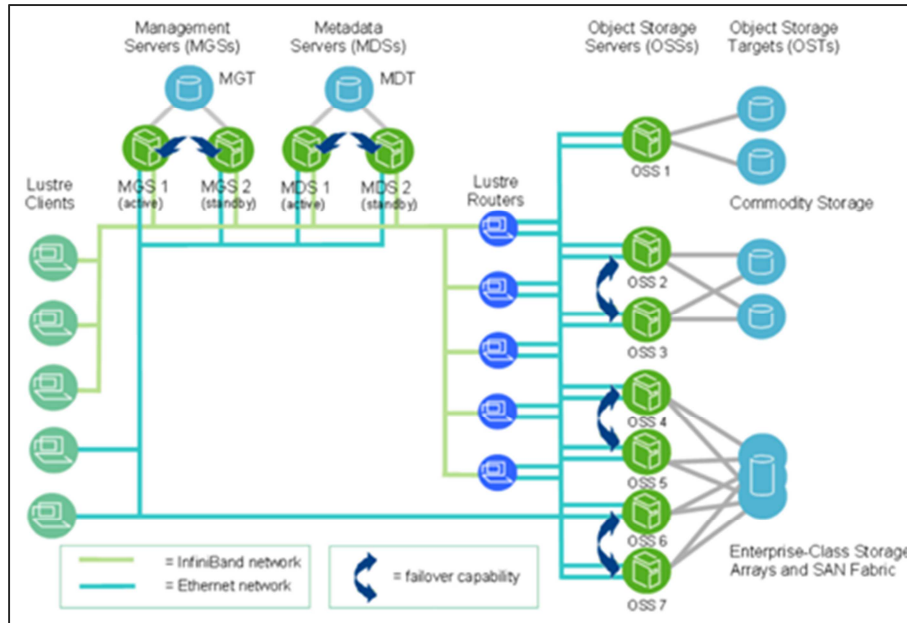 Management
Servers (MGSs)
Metadata
Servers (MDSs)
Object Storage
Servers (OSSs)
Object Storage
Targets (OSTs)
MGT
MDT
Lustre
Clients
MGS 1
(active)
MGS 2
(standby)
MDS 1
(active)
MDS 2
(standby)
Lustre
Routers
OSS 1
Commodity Storage
OSS 2
OSS 3
OSS 4
OSS 5
OSS 6
OSS 7
Enterprise-Class Storage
Arrays and SAN Fabric
= InfiniBand network
= Ethernet network
= failover capability